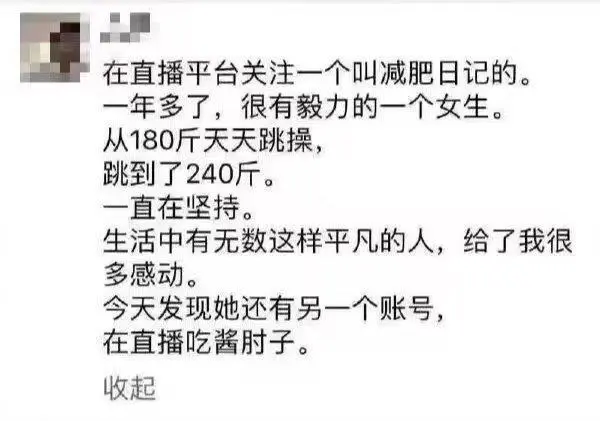 在直播平台关注一个叫减肥日记的。
一年多了，很有毅力的一个女生。
从180斤天天跳操，
跳到了240斤。
一直在坚持。
生活中有无数这样平凡的人，给了我很
多感动。
今天发现她还有另一个账号，
在直播吃酱肘子。
收起